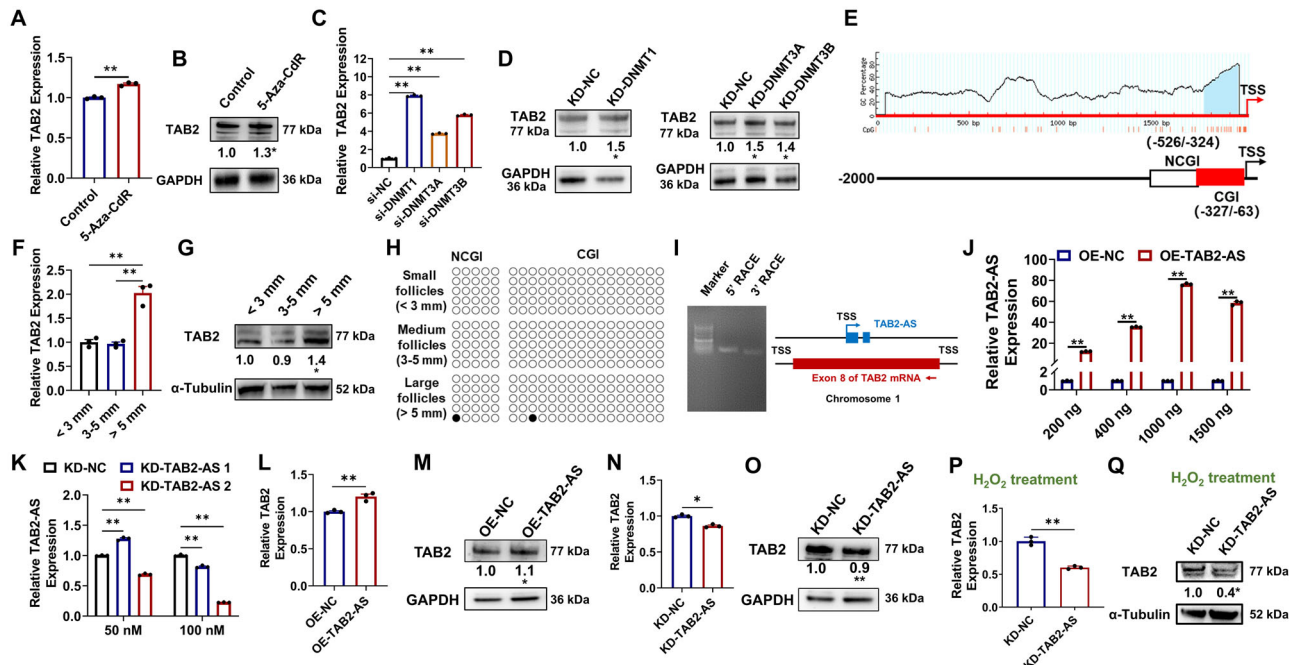 A
Relative TAB2 Expression
1.5
1.0
0.5
0.0
**
Control
5-Aza-CdR
B
Control
5-Aza-CdR
TAB2
77 kDa
1.0
1.3*
GAPDH
36 kDa
C
Relative TAB2 Expression
12
10
8
6
4
2
0
**
**
**
si-NC
si-DNMT1
si-DNMT3A
si-DNMT3B
D
KD-NC
KD-DNMT1
TAB2
77 kDa
1.0
1.5
*
GAPDH
36 kDa
KD-NC
KD-DNMT3A
KD-DNMT3B
TAB2
77 kDa
1.0
1.5
1.4
*
*
GAPDH
36 kDa
E
GC Percentage
80
60
40
20
0
500 bp
1000 bp
1500 bp
CpG
TSS
(-526/-324)
NCGI
TSS
-2000
CGI
(-327/-63)
F
Relative TAB2 Expression
2.5
2.0
1.5
1.0
0.5
0.0
**
**
< 3 mm
3-5 mm
> 5 mm
G
< 3 mm
3-5 mm
> 5 mm
TAB2
77 kDa
1.0
0.9
1.4
*
α-Tubulin
52 kDa
H
NCGI
CGI
Small
follicles
(< 3 mm)
Medium
follicles
(3-5 mm)
Large
follicles
(> 5 mm)
I
Marker
5' RACE
3' RACE
TSS
TAB2-AS
TSS
TSS
Exon 8 of TAB2 mRNA
Chromosome 1
J
OE-NC
OE-TAB2-AS
Relative TAB2-AS
Expression
100
80
60
40
20
2
0
**
**
**
**
200 ng
400 ng
1000 ng
1500 ng
K
KD-NC
KD-TAB2-AS 1
KD-TAB2-AS 2
Relative TAB2-AS
Expression
2.0
1.5
1.0
0.5
0.0
**
**
**
**
50 nM
100 nM
L
Relative TAB2
Expression
1.5
1.0
0.5
0.0
**
OE-NC
OE-TAB2-AS
M
OE-NC
OE-TAB2-AS
TAB2
77 kDa
1.0
1.1
*
GAPDH
36 kDa
N
Relative TAB2
Expression
1.5
1.0
0.5
0.0
*
KD-NC
KD-TAB2-AS
O
KD-NC
KD-TAB2-AS
TAB2
77 kDa
1.0
0.9
**
GAPDH
36 kDa
P
H₂O₂ treatment
Relative TAB2
Expression
1.5
1.0
0.5
0.0
**
KD-NC
KD-TAB2-AS
Q
H₂O₂ treatment
KD-NC
KD-TAB2-AS
TAB2
77 kDa
1.0
0.4*
α-Tubulin
52 kDa